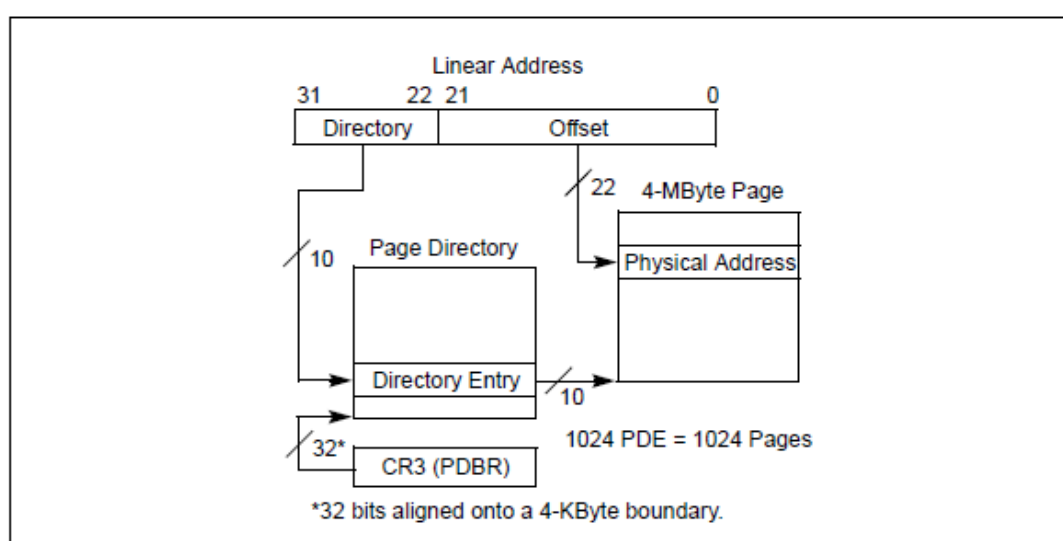 Linear Address
31 22 21 0
Directory Offset
22 4-MByte Page
10 Page Directory
Physical Address
Directory Entry
10
1024 PDE = 1024 Pages
32*
CR3 (PDBR)
*32 bits aligned onto a 4-KByte boundary.